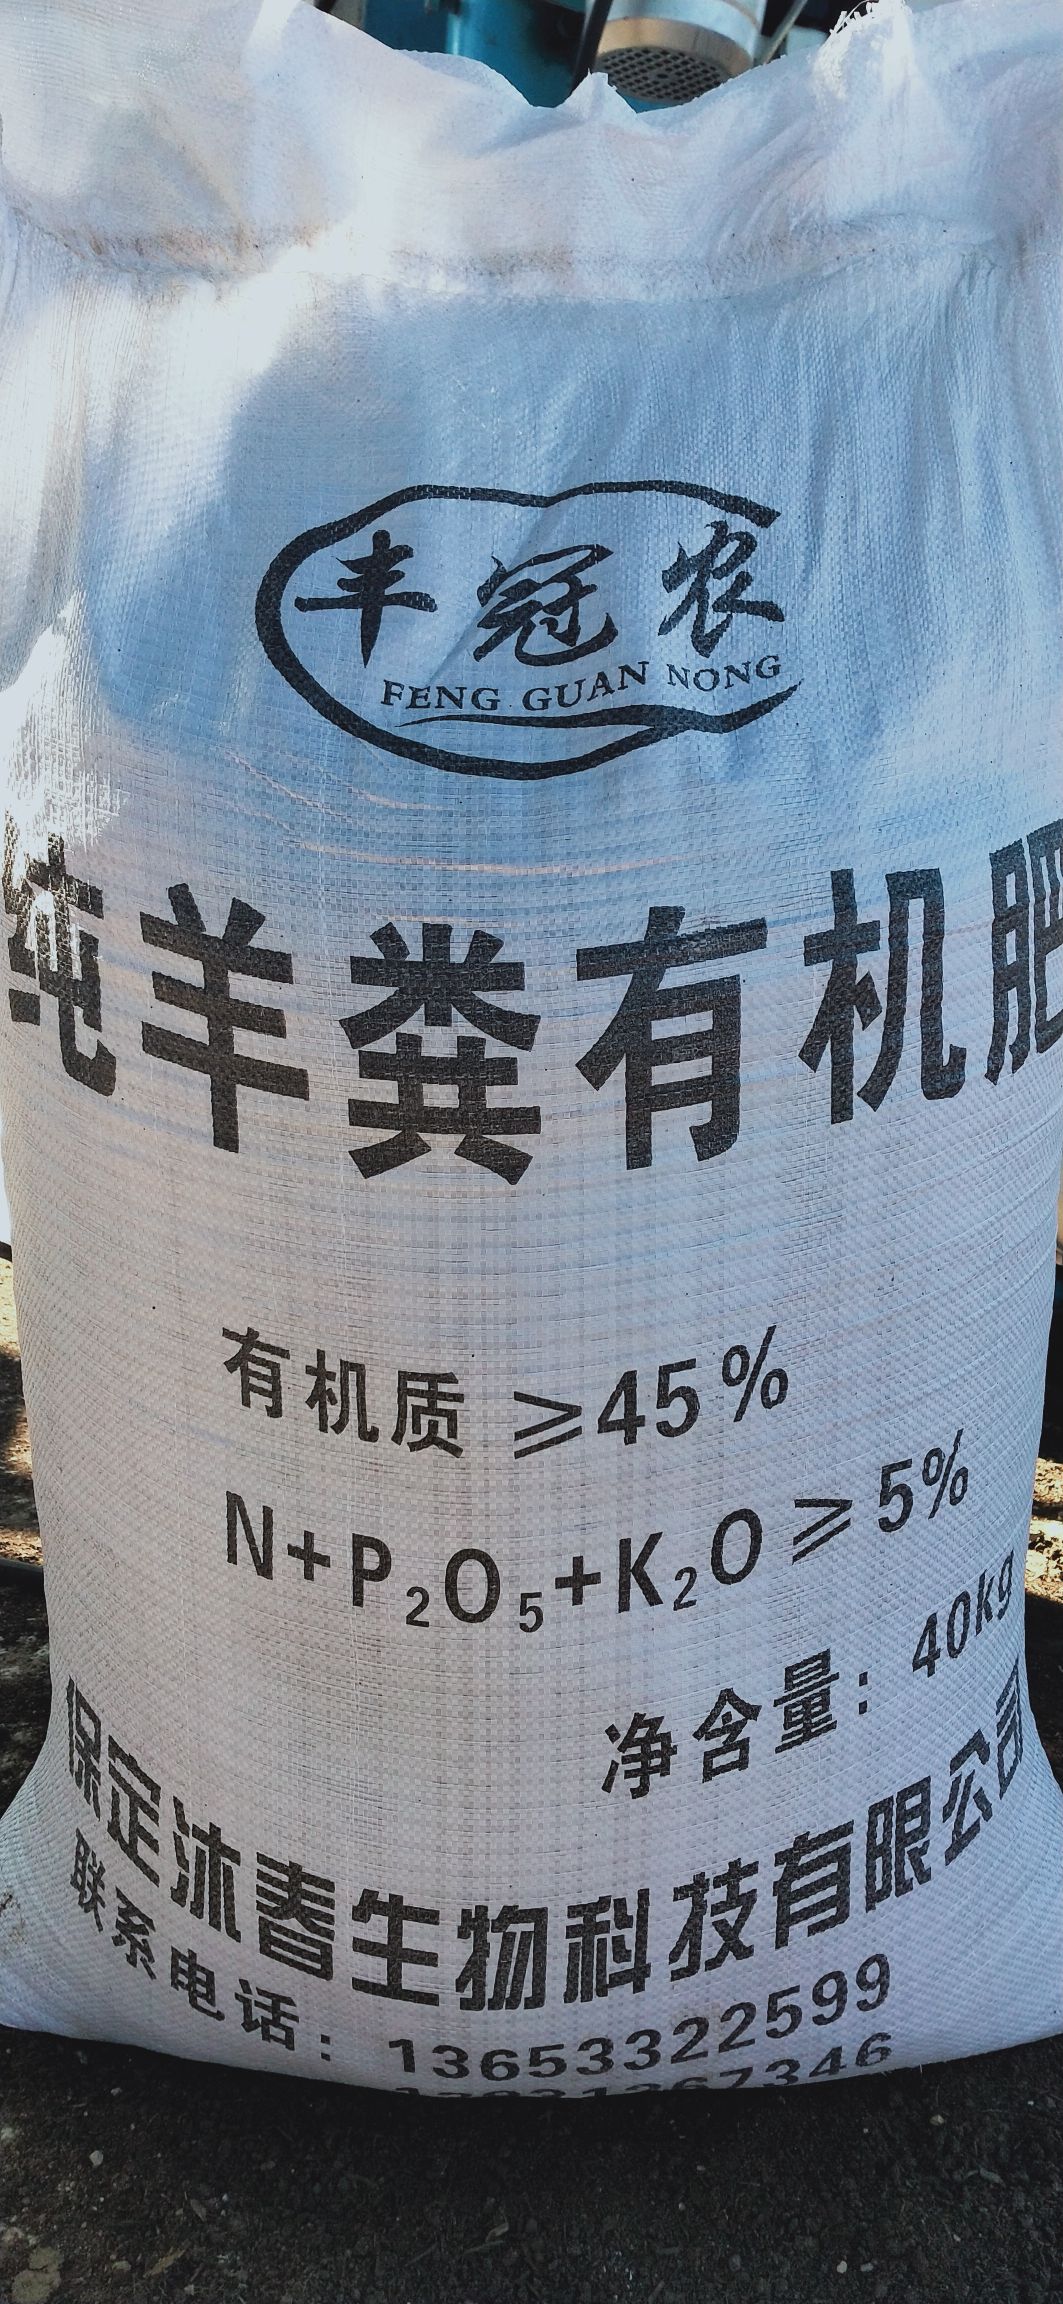 丰冠农
FENG GUAN NONG
纯羊粪有机肥
有机质 ≥45%
N+P₂O₅+K₂O≥5%
净含量：40kg
保定沐春生物科技有限公司
联系电话：13653322599